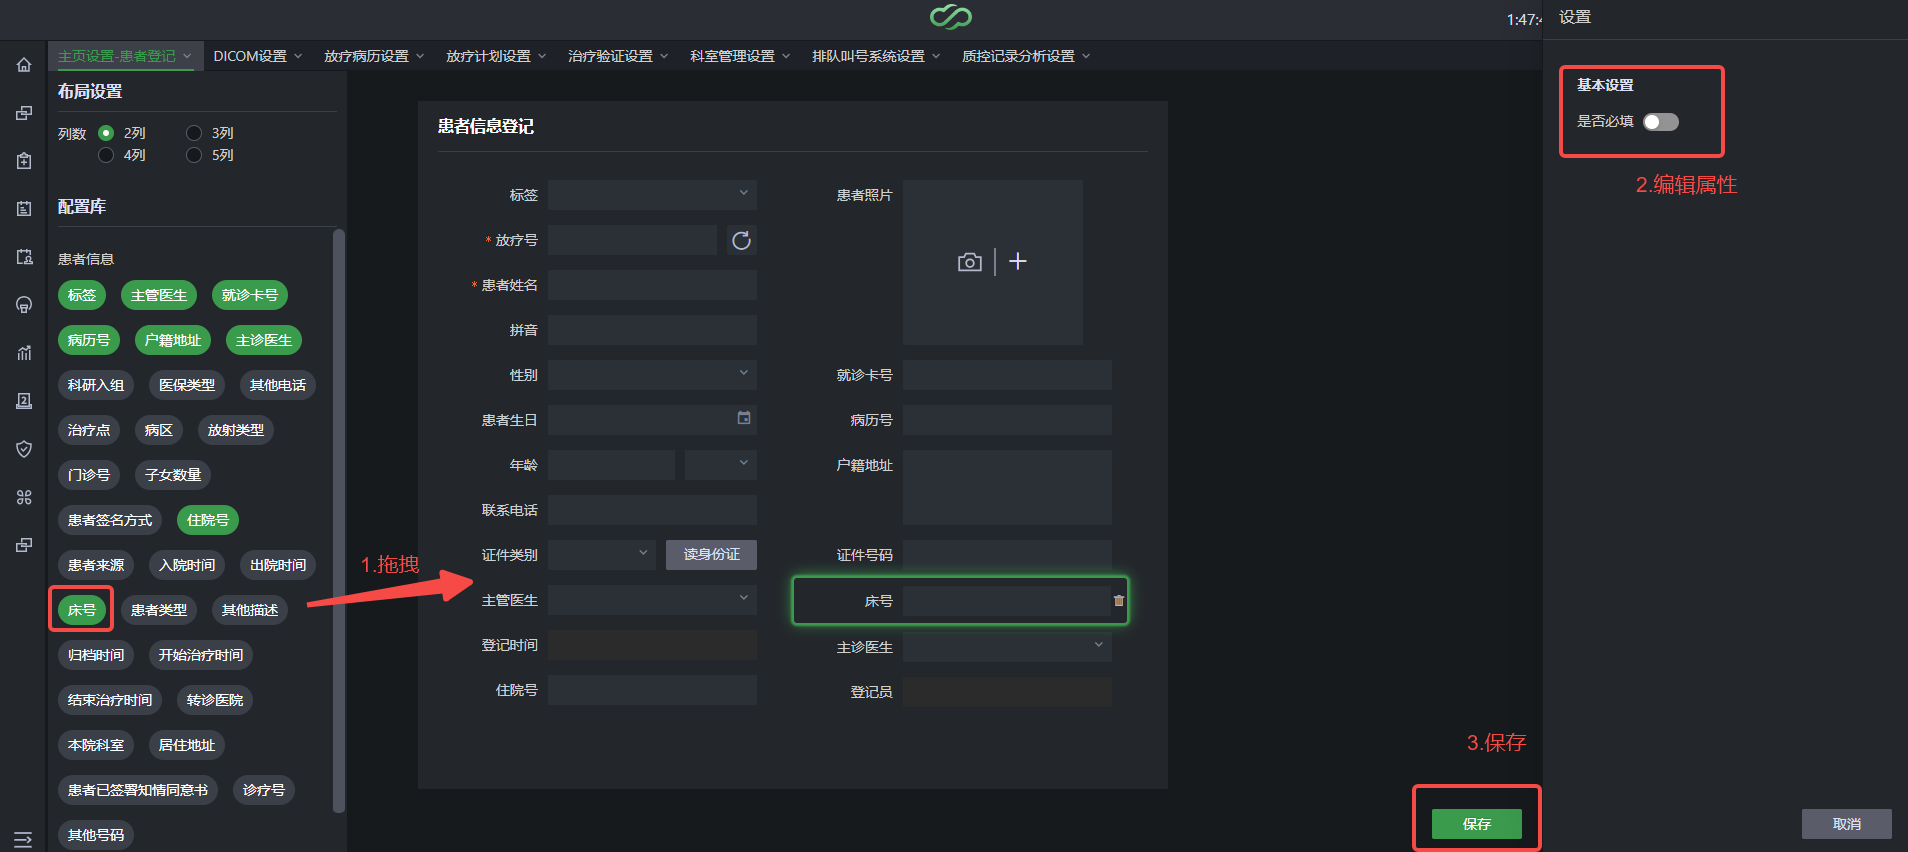 1:47:4
设置
主页设置-患者登记
DICOM设置
放疗病历设置
放疗计划设置
治疗验证设置
科室管理设置
排队叫号系统设置
质控记录分析设置
布局设置
列数
2列
3列
4列
5列
配置库
患者信息
标签
主管医生
就诊卡号
病历号
户籍地址
主诊医生
科研入组
医保类型
其他电话
治疗点
病区
放射类型
门诊号
子女数量
患者签名方式
住院号
患者来源
入院时间
出院时间
床号
患者类型
其他描述
归档时间
开始治疗时间
结束治疗时间
转诊医院
本院科室
居住地址
患者已签署知情同意书
诊疗号
其他号码
1.拖拽
患者信息登记
标签
患者照片
* 放疗号
* 患者姓名
拼音
性别
就诊卡号
患者生日
病历号
年龄
户籍地址
联系电话
证件类别
读身份证
证件号码
主管医生
床号
登记时间
主诊医生
住院号
登记员
基本设置
是否必填
2.编辑属性
3.保存
保存
取消